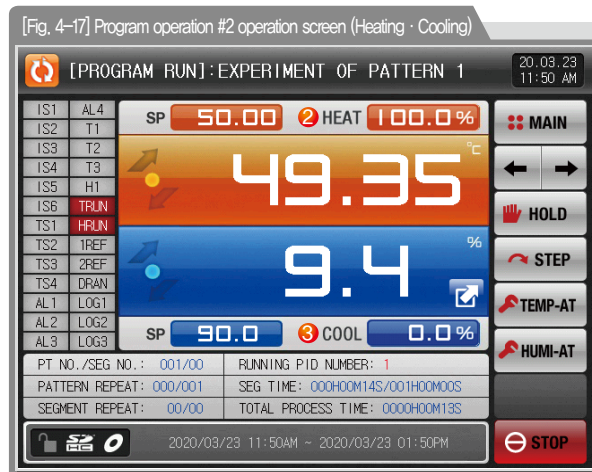 [Fig. 4-17] Program operation #2 operation screen (Heating · Cooling)
[PROGRAM RUN]:EXPERIMENT OF PATTERN 1
20.03.23
11:50 AM
IS1 AL4
IS2 T1
IS3 T2
IS4 T3
IS5 H1
IS6 TRUN
TS1 HRUN
TS2 1REF
TS3 2REF
TS4 DRAN
AL1 LOG1
AL2 LOG2
AL3 LOG3
SP 50.00 2 HEAT 100.0 %
49.35 °C
9.4 %
SP 90.0 3 COOL 0.0 %
MAIN
HOLD
STEP
TEMP-AT
HUMI-AT
STOP
PT NO./SEG NO.: 001/00 RUNNING PID NUMBER: 1
PATTERN REPEAT: 000/001 SEG TIME: 000H00M14S/001H00M00S
SEGMENT REPEAT: 00/00 TOTAL PROCESS TIME: 0000H00M13S
2020/03/23 11:50AM ~ 2020/03/23 01:50PM